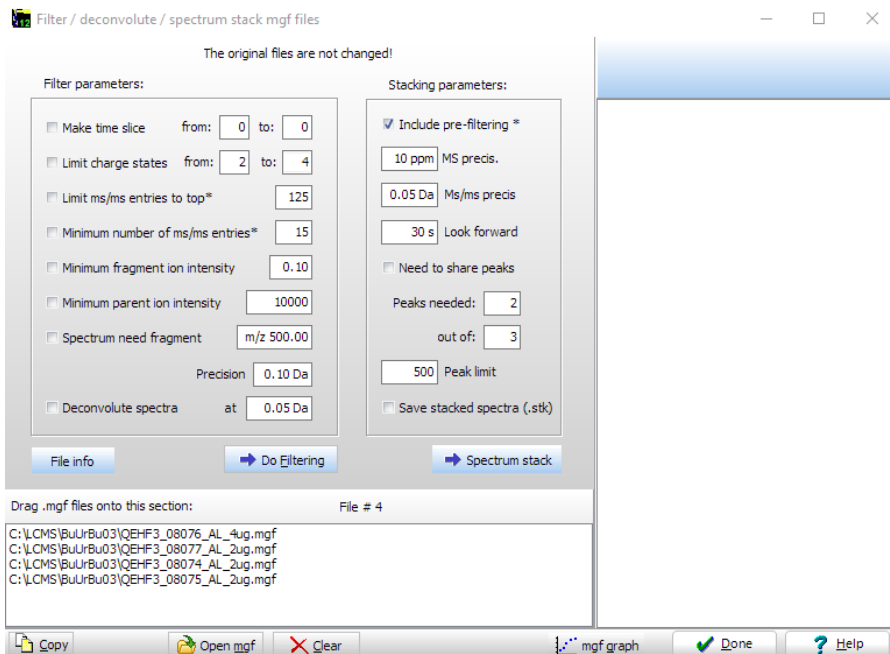 Filter / deconvolute / spectrum stack mgf files
The original files are not changed!
Filter parameters:
Make time slice from: 0 to: 0
Limit charge states from: 2 to: 4
Limit ms/ms entries to top* 125
Minimum number of ms/ms entries* 15
Minimum fragment ion intensity 0.10
Minimum parent ion intensity 10000
Spectrum need fragment m/z 500.00
Precision 0.10 Da
Deconvolute spectra at 0.05 Da
File info Do Filtering
Stacking parameters:
Include pre-filtering *
10 ppm MS precis.
0.05 Da Ms/ms precis
30 s Look forward
Need to share peaks
Peaks needed: 2
out of: 3
500 Peak limit
Save stacked spectra (.stk)
Spectrum stack
Drag .mgf files onto this section: File # 4
C:\LCMS\BuUrBu03\QEHF3_08076_AL_4ug.mgf
C:\LCMS\BuUrBu03\QEHF3_08077_AL_2ug.mgf
C:\LCMS\BuUrBu03\QEHF3_08074_AL_2ug.mgf
C:\LCMS\BuUrBu03\QEHF3_08075_AL_2ug.mgf
Copy Open mgf Clear mgf graph Done Help